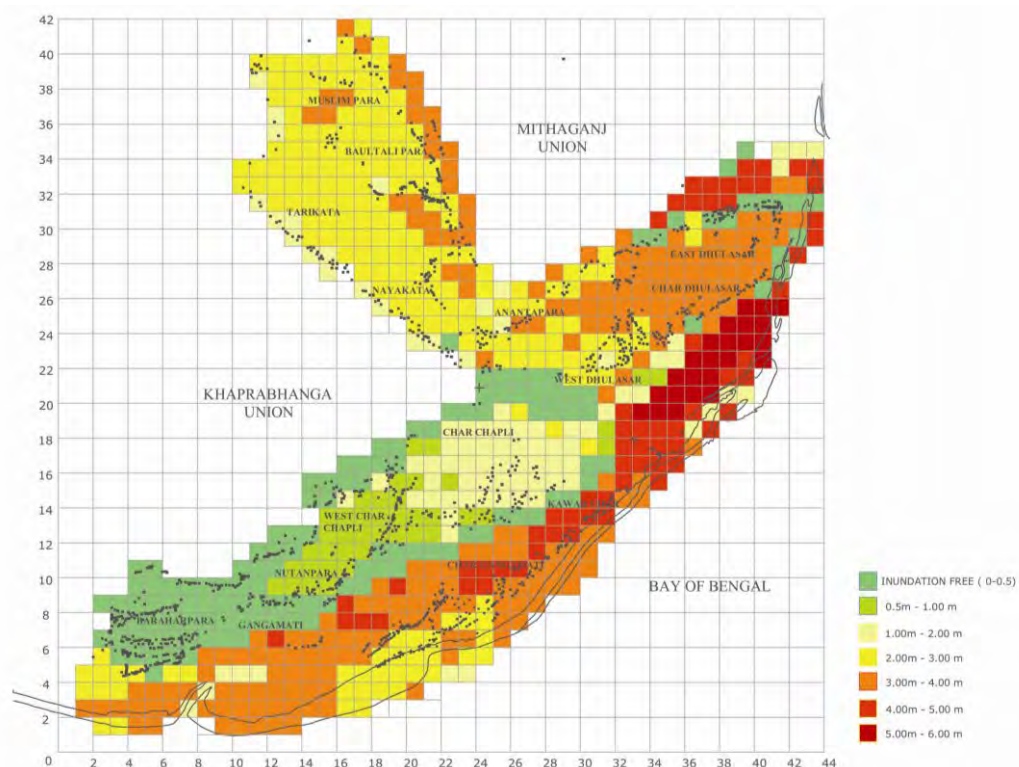 42
40
38
36
34
32
30
28
26
24
22
20
18
16
14
12
10
8
6
4
2
0
2 4 6 8 10 12 14 16 18 20 22 24 26 28 30 32 34 36 38 40 42 44
MUSLIM PARA
MITHAGANJ
UNION
BAULTALI PARA
TARIKATA
EAST DHULASAR
NAYAKATA
CHAR DHULASAR
ANANTAPARA
WEST DHULASAR
KHAPRABHANGA
UNION
CHAR CHAPLI
WEST CHAR
CHAPLI
NUTANPARA
BAY OF BENGAL
GANGAMATI
INUNDATION FREE ( 0-0.5)
0.5m - 1.00 m
1.00m - 2.00 m
2.00m - 3.00 m
3.00m - 4.00 m
4.00m - 5.00 m
5.00m - 6.00 m